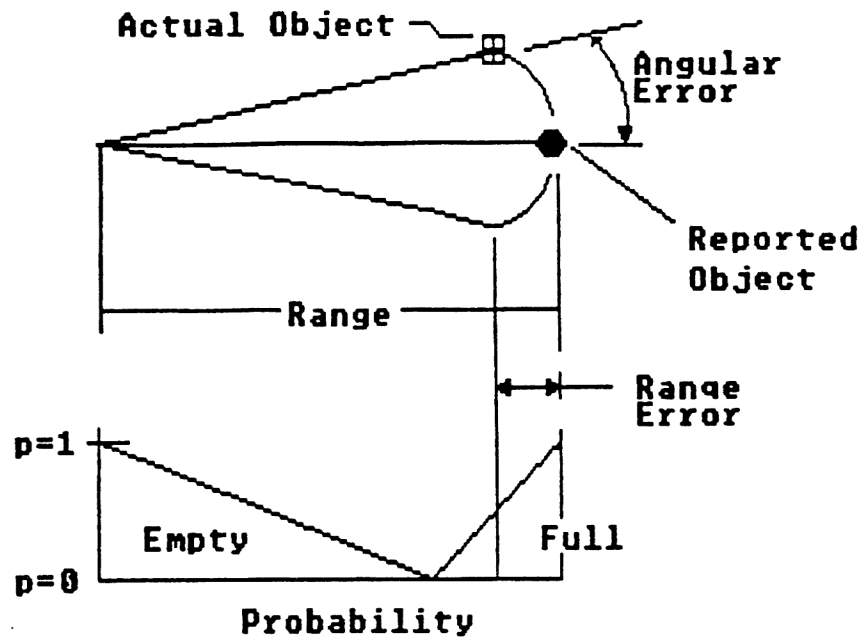 Actual Object
Angular
Error
Reported
Object
Range
Range
Error
p=1
Empty
Full
p=0
Probability